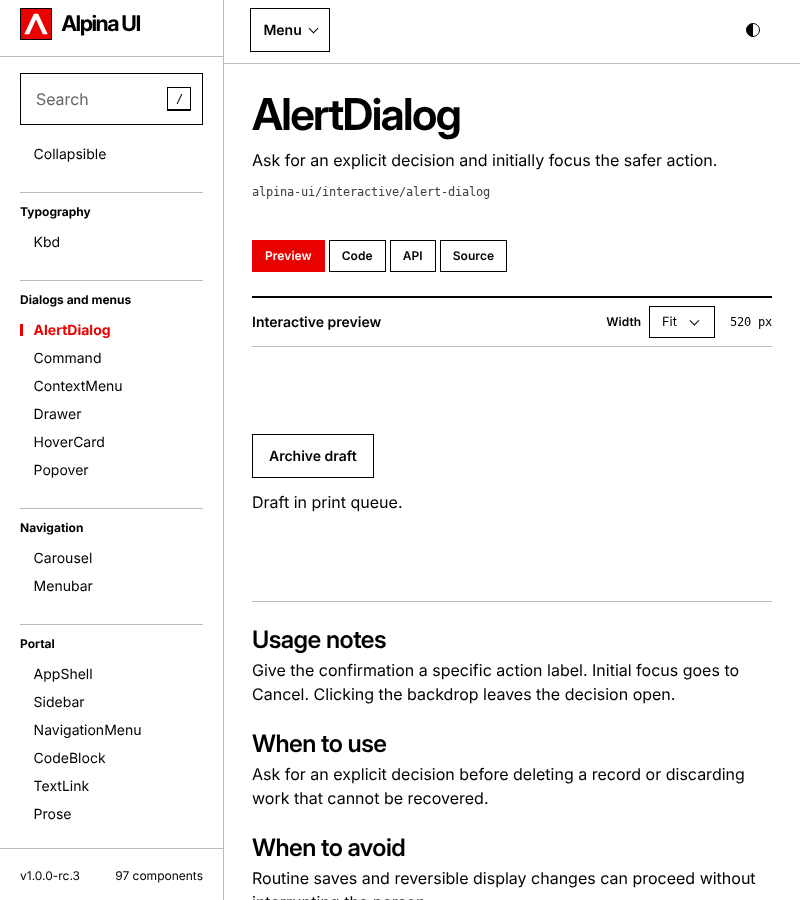 Alpina UI
Search
/
Collapsible
Typography
Kbd
Dialogs and menus
AlertDialog
Command
ContextMenu
Drawer
HoverCard
Popover
Navigation
Carousel
Menubar
Portal
AppShell
Sidebar
NavigationMenu
CodeBlock
TextLink
Prose
v1.0.0-rc.3 97 components
Menu
AlertDialog
Ask for an explicit decision and initially focus the safer action.
alpina-ui/interactive/alert-dialog
Preview Code API Source
Interactive preview Width Fit 520 px
Archive draft
Draft in print queue.
Usage notes
Give the confirmation a specific action label. Initial focus goes to
Cancel. Clicking the backdrop leaves the decision open.
When to use
Ask for an explicit decision before deleting a record or discarding
work that cannot be recovered.
When to avoid
Routine saves and reversible display changes can proceed without